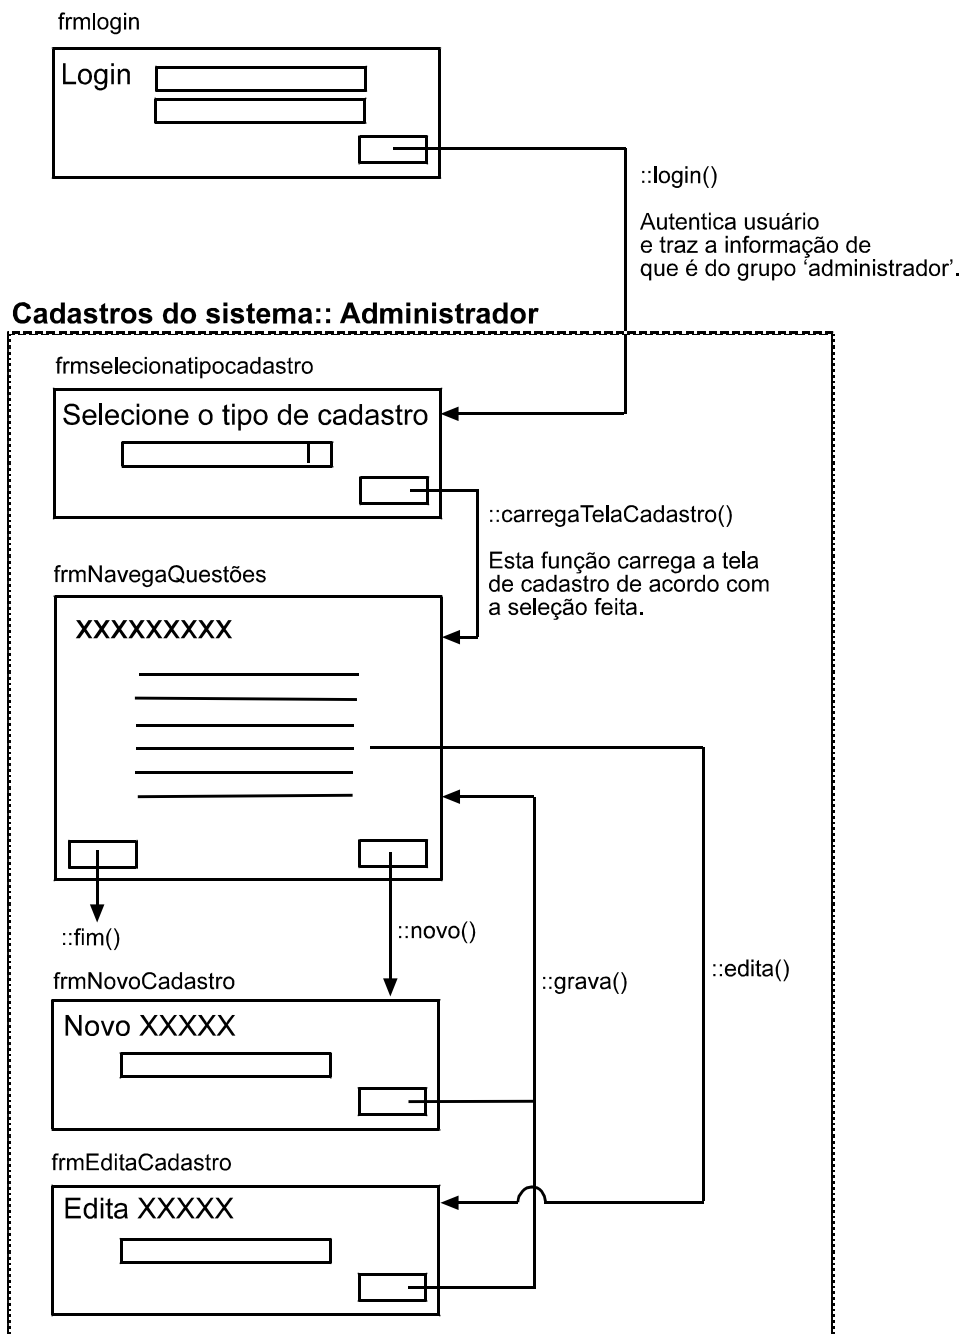 frmlogin
Login
::login()
Autentica usuário
e traz a informação de
que é do grupo ‘administrador’.
Cadastros do sistema:: Administrador
frmselecionatipocadastro
Selecione o tipo de cadastro
::carregaTelaCadastro()
Esta função carrega a tela
de cadastro de acordo com
a seleção feita.
frmNavegaQuestões
XXXXXXXXX
::fim()
::novo()
::grava()
::edita()
frmNovoCadastro
Novo XXXXX
frmEditaCadastro
Edita XXXXX